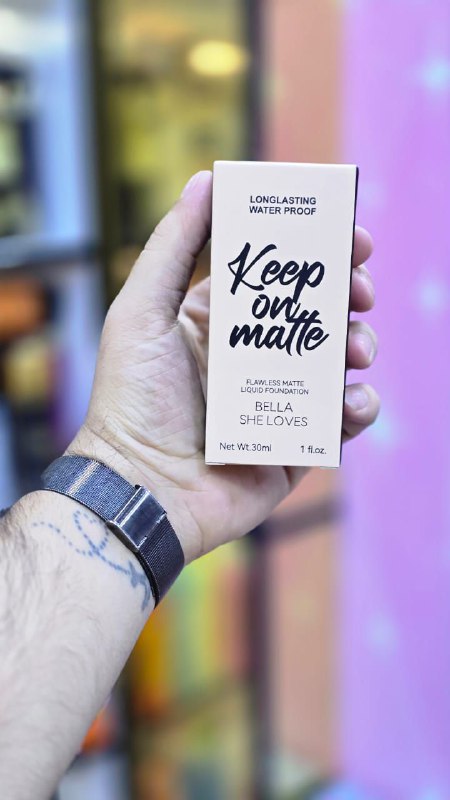 LONGLASTING
WATER PROOF
Keep
on
matte
FLAWLESS MATTE
LIQUID FOUNDATION
BELLA
SHE LOVES
Net Wt.30ml 1 fl.oz.